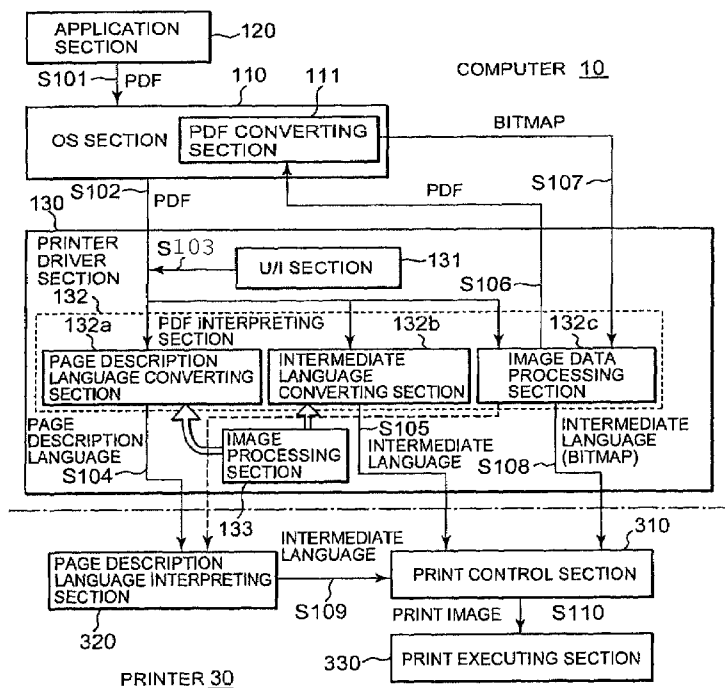 APPLICATION
SECTION
120
S101
PDF
COMPUTER 10
110
111
OS SECTION
PDF CONVERTING
SECTION
BITMAP
S102
PDF
PDF
S107
130
PRINTER
DRIVER
SECTION
S103
U/I SECTION
131
S106
132
PDF INTERPRETING
SECTION
132a
132b
132c
PAGE DESCRIPTION
LANGUAGE CONVERTING
SECTION
INTERMEDIATE
LANGUAGE
CONVERTING SECTION
IMAGE DATA
PROCESSING
SECTION
PAGE
DESCRIPTION
LANGUAGE
S104
IMAGE
PROCESSING
SECTION
133
S105
INTERMEDIATE
LANGUAGE
S108
INTERMEDIATE
LANGUAGE
(BITMAP)
PAGE DESCRIPTION
LANGUAGE INTERPRETING
SECTION
320
INTERMEDIATE
LANGUAGE
S109
310
PRINT CONTROL SECTION
PRINT IMAGE
S110
330
PRINT EXECUTING SECTION
PRINTER 30